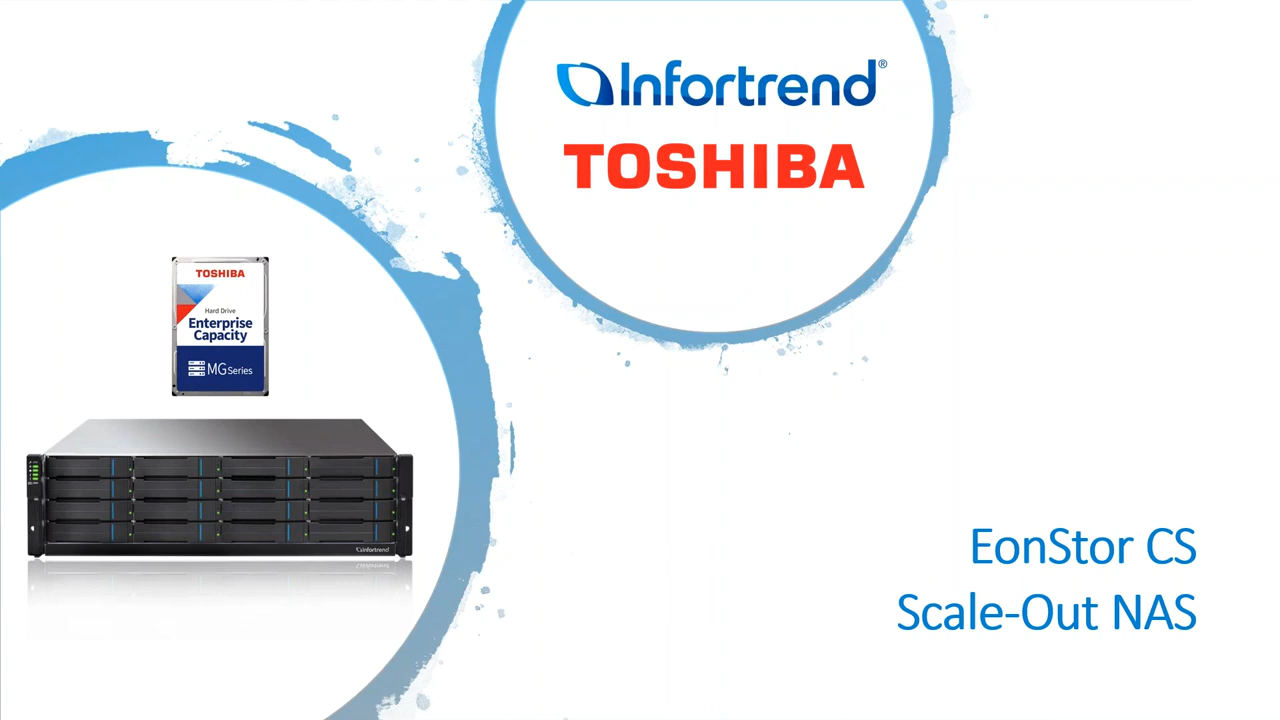 Infortrend®
TOSHIBA
TOSHIBA
Hard Drive
Enterprise
Capacity
MG Series
Infortrend
EonStor CS
Scale-Out NAS